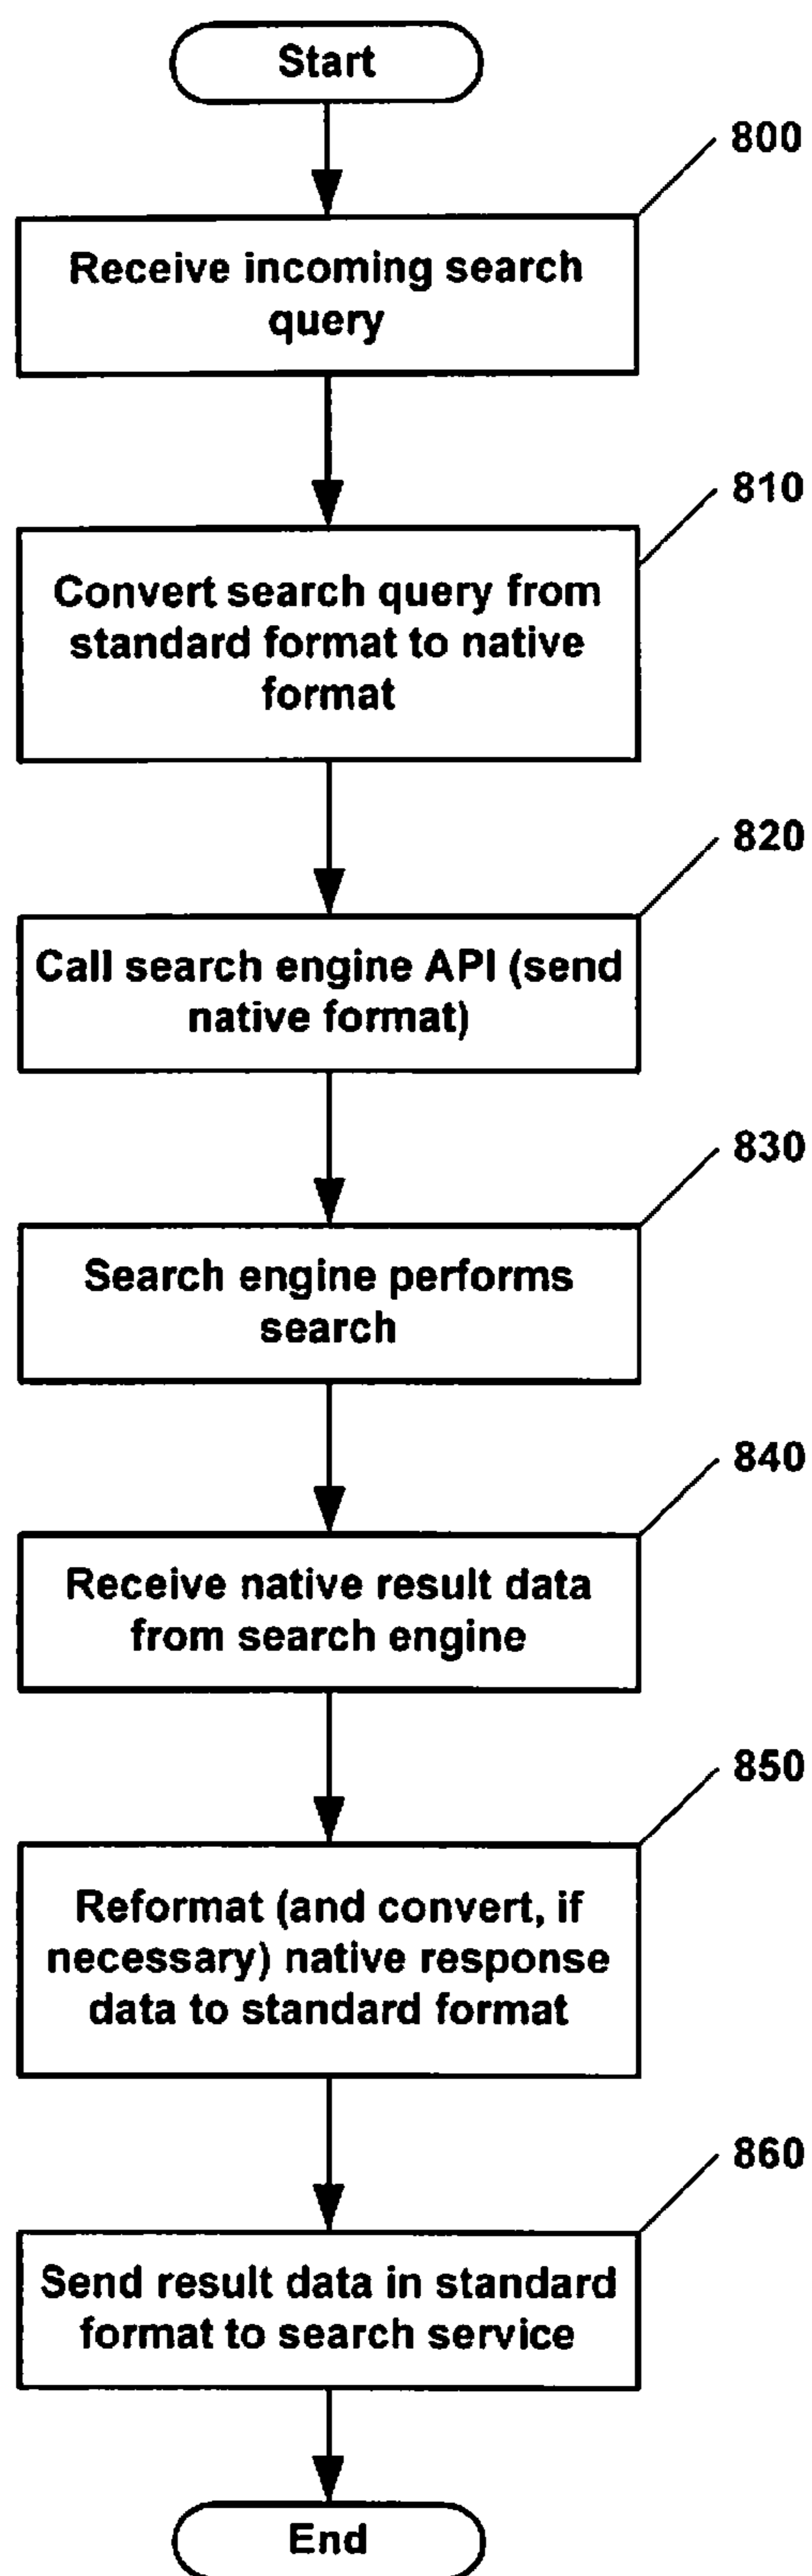 Start
800
Receive incoming search
query
810
Convert search query from
standard format to native
format
820
Call search engine API (send
native format)
830
Search engine performs
search
840
Receive native result data
from search engine
850
Reformat (and convert, if
necessary) native response
data to standard format
860
Send result data in standard
format to search service
End